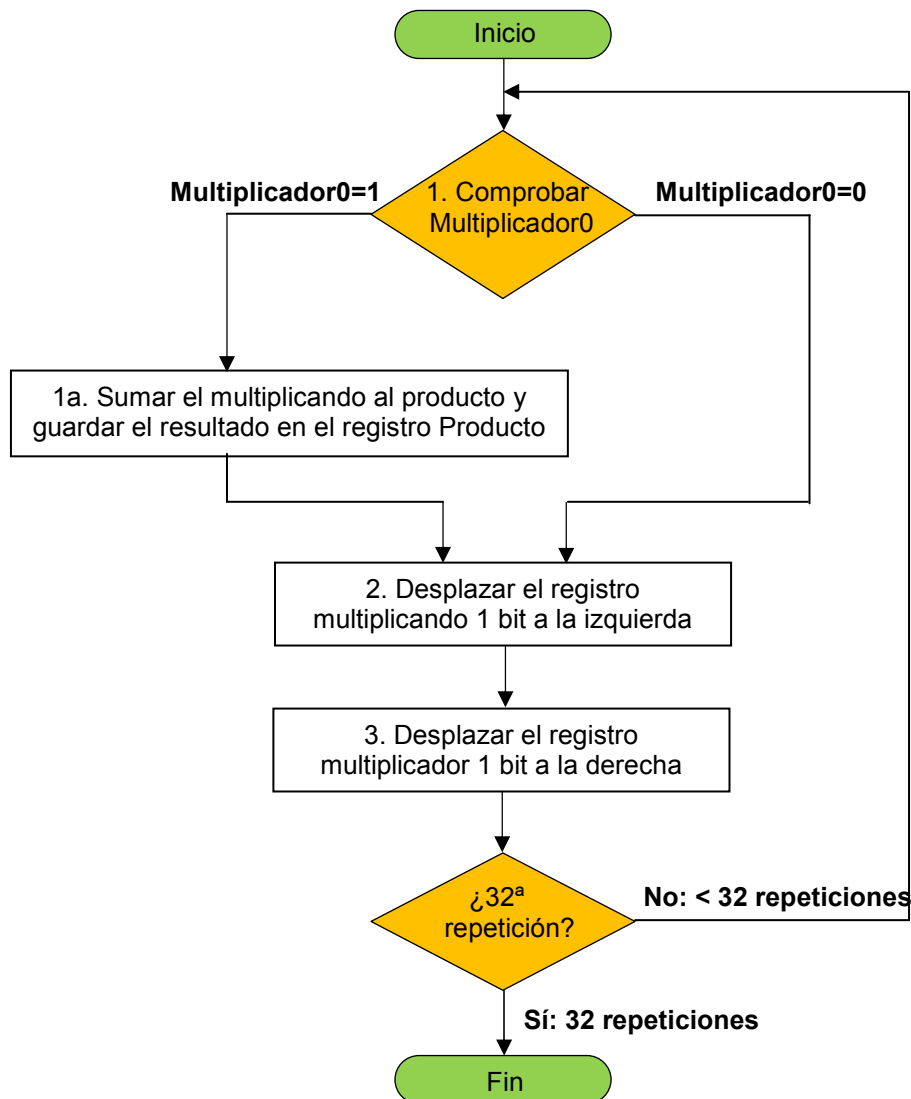 Inicio
Multiplicador0=1
1. Comprobar
Multiplicador0
Multiplicador0=0
1a. Sumar el multiplicando al producto y
guardar el resultado en el registro Producto
2. Desplazar el registro
multiplicando 1 bit a la izquierda
3. Desplazar el registro
multiplicador 1 bit a la derecha
¿32ª
repetición?
No: < 32 repeticiones
Sí: 32 repeticiones
Fin